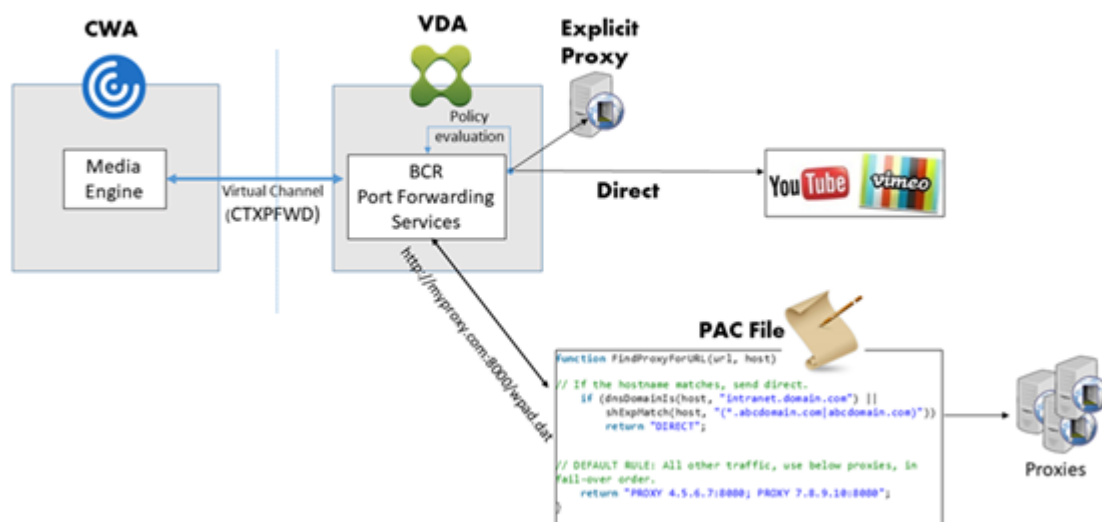 CWA
VDA
Explicit
Proxy
Policy
evaluation
Media
Engine
Virtual Channel
(CTXPFWD)
BCR
Port Forwarding
Services
Direct
You Tube
vimeo
http://myproxy.com:8000/wpad.dat
PAC File
function FindProxyForURL(url, host)
// If the hostname matches, send direct.
if (dnsDomainIs(host, "intranet.domain.com") ||
shExpMatch(host, "(*.abcdomain.com|abcdomain.com)"))
return "DIRECT";
// DEFAULT RULE: All other traffic, use below proxies, in
fail-over order.
return "PROXY 4.5.6.7:8080; PROXY 7.8.9.10:8080";
}
Proxies